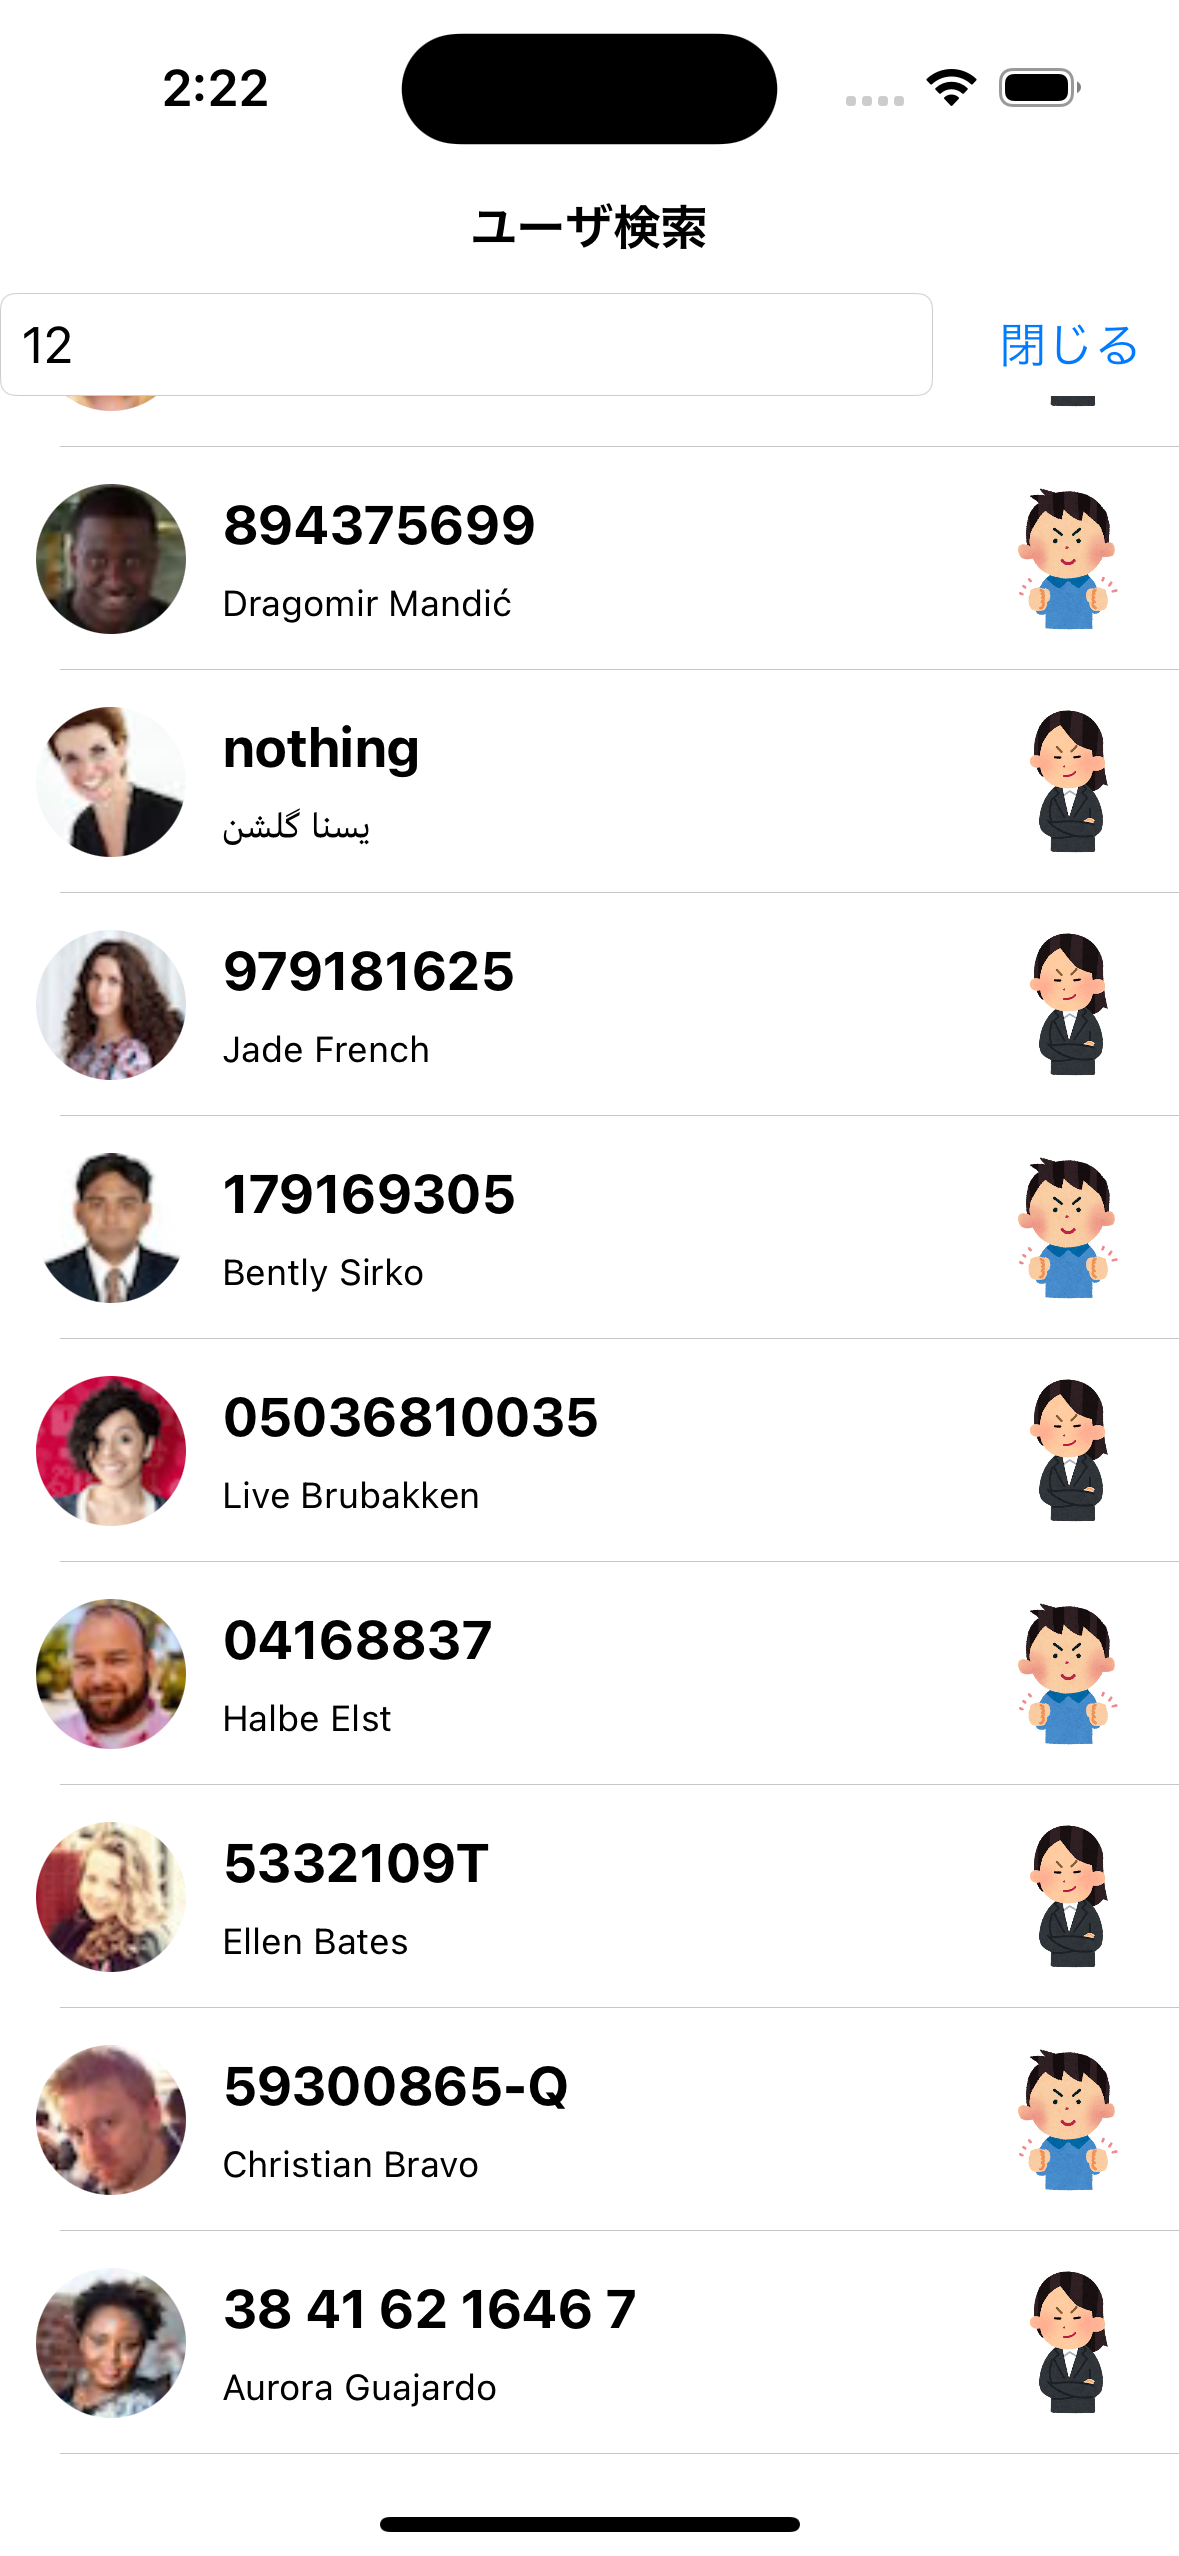 2:22
ユーザ検索
12
閉じる
894375699
Dragomir Mandić
nothing
یسنا گلشن
979181625
Jade French
179169305
Bently Sirko
05036810035
Live Brubakken
04168837
Halbe Elst
5332109T
Ellen Bates
59300865-Q
Christian Bravo
38 41 62 1646 7
Aurora Guajardo